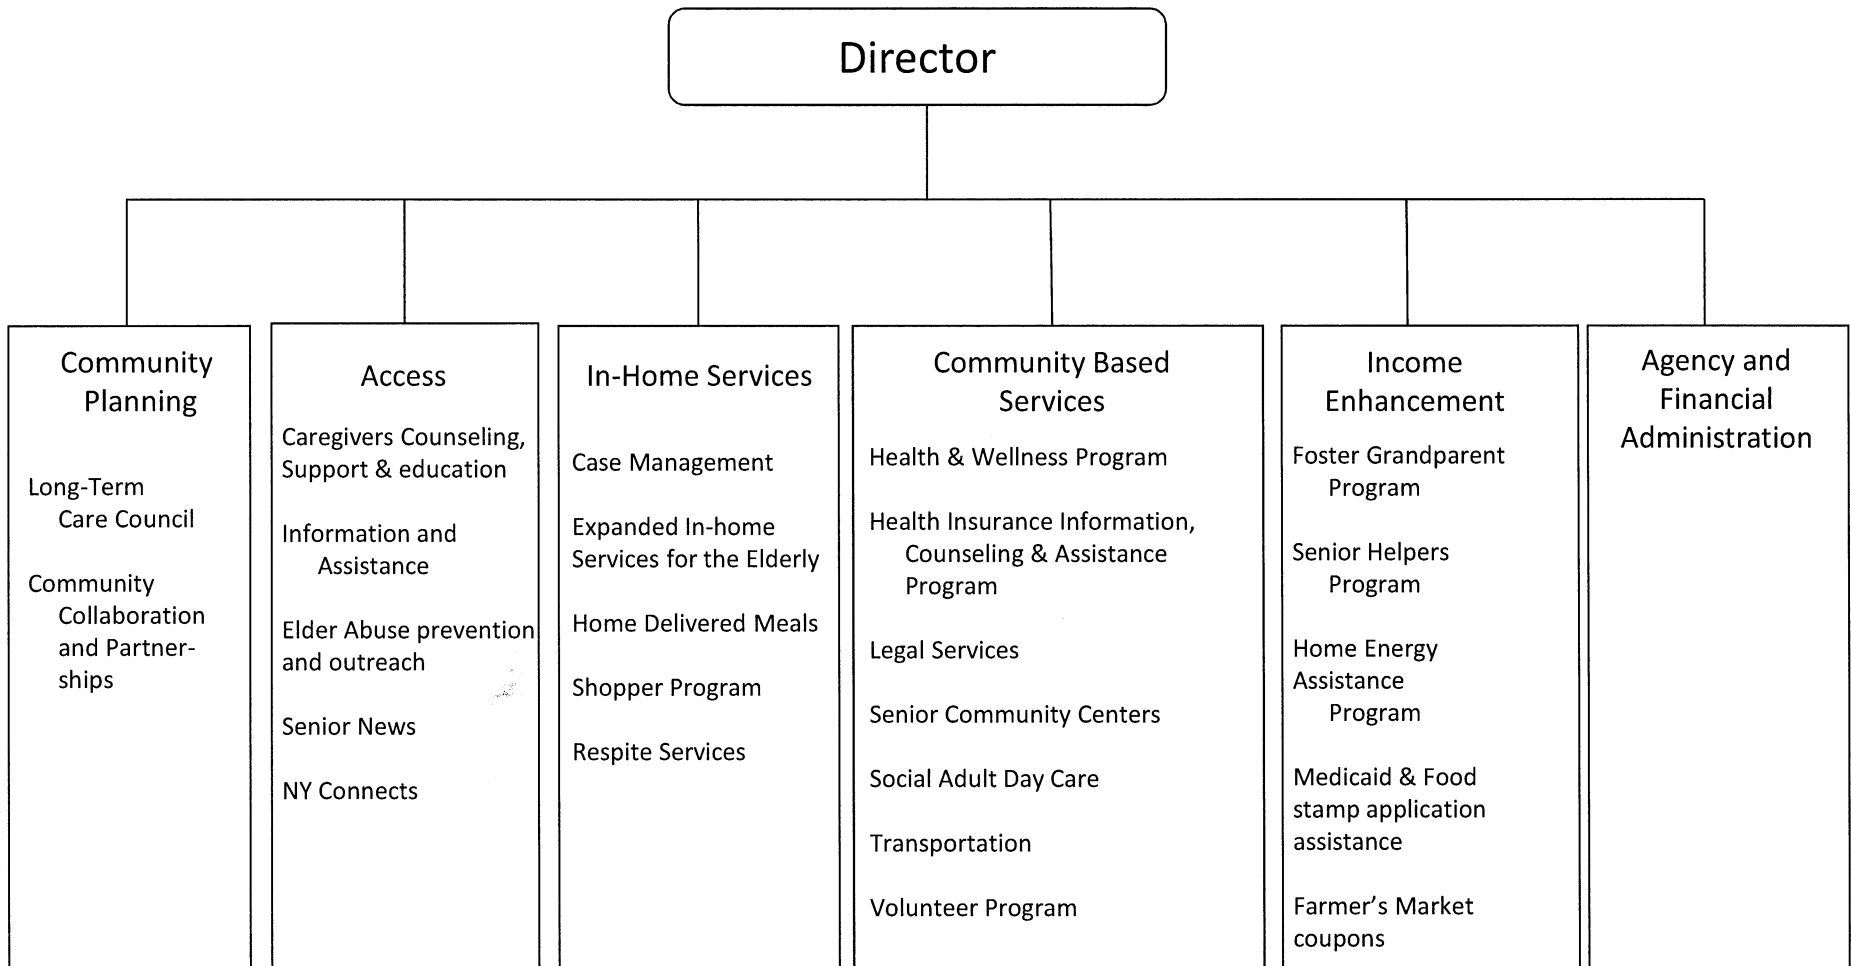 Director
Community
Planning
Long-Term
Care Council
Community
Collaboration
and Partner-
ships
Access
Caregivers Counseling,
Support & education
Information and
Assistance
Elder Abuse prevention
and outreach
Senior News
NY Connects
In-Home Services
Case Management
Expanded In-home
Services for the Elderly
Home Delivered Meals
Shopper Program
Respite Services
Community Based
Services
Health & Wellness Program
Health Insurance Information,
Counseling & Assistance
Program
Legal Services
Senior Community Centers
Social Adult Day Care
Transportation
Volunteer Program
Income
Enhancement
Foster Grandparent
Program
Senior Helpers
Program
Home Energy
Assistance
Program
Medicaid & Food
stamp application
assistance
Farmer’s Market
coupons
Agency and
Financial
Administration